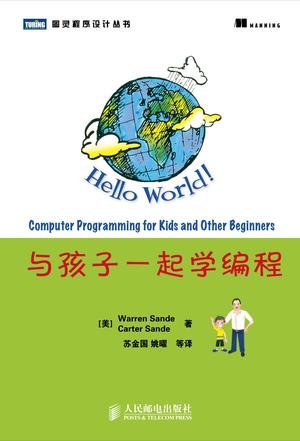 TURING 图灵程序设计丛书
MANNING
Hello World!
Computer Programming for Kids and Other Beginners
与孩子一起学编程
[美] Warren Sande
Carter Sande 著
苏金国 姚曜 等译
人民邮电出版社
POSTS & TELECOM PRESS